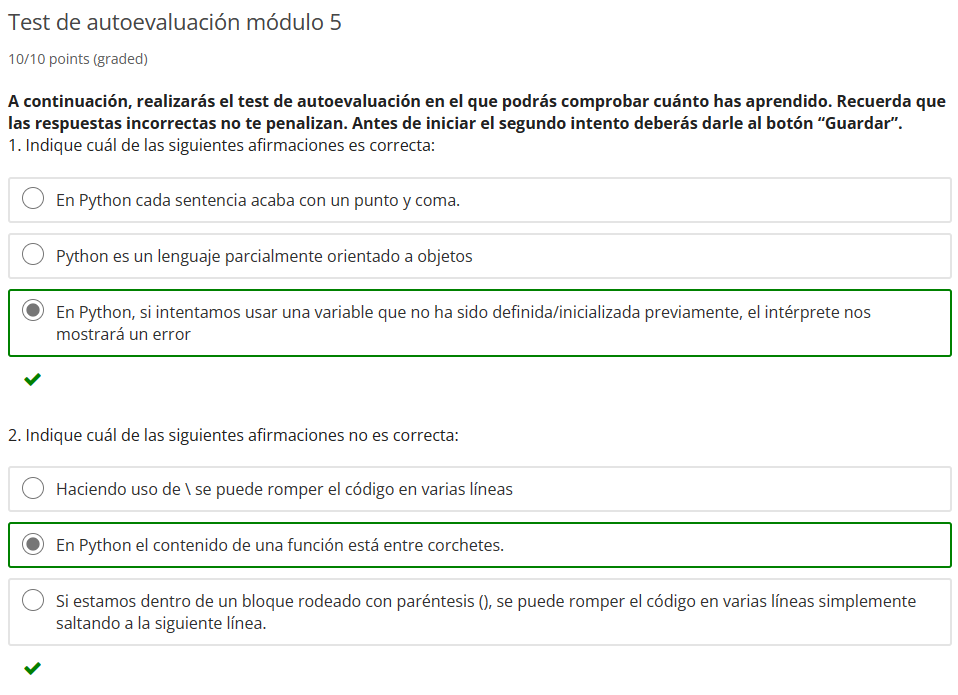 Test de autoevaluación módulo 5
10/10 points (graded)
A continuación, realizarás el test de autoevaluación en el que podrás comprobar cuánto has aprendido. Recuerda que
las respuestas incorrectas no te penalizan. Antes de iniciar el segundo intento deberás darle al botón “Guardar”.
1. Indique cuál de las siguientes afirmaciones es correcta:
En Python cada sentencia acaba con un punto y coma.
Python es un lenguaje parcialmente orientado a objetos
En Python, si intentamos usar una variable que no ha sido definida/inicializada previamente, el intérprete nos
mostrará un error
2. Indique cuál de las siguientes afirmaciones no es correcta:
Haciendo uso de \ se puede romper el código en varias líneas
En Python el contenido de una función está entre corchetes.
Si estamos dentro de un bloque rodeado con paréntesis (), se puede romper el código en varias líneas simplemente
saltando a la siguiente línea.